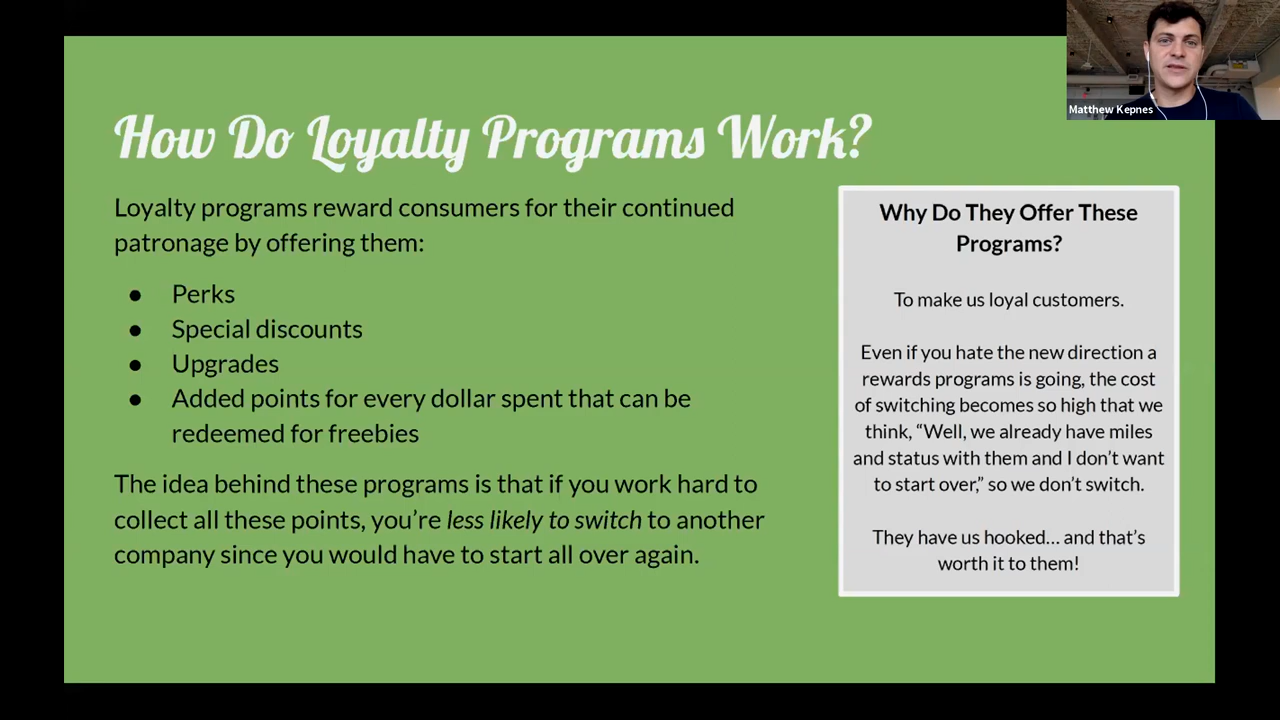 How Do Loyalty Programs Work?
Loyalty programs reward consumers for their continued
patronage by offering them:
● Perks
● Special discounts
● Upgrades
● Added points for every dollar spent that can be
redeemed for freebies
The idea behind these programs is that if you work hard to
collect all these points, you’re less likely to switch to another
company since you would have to start all over again.
Why Do They Offer These
Programs?
To make us loyal customers.
Even if you hate the new direction a
rewards programs is going, the cost
of switching becomes so high that we
think, “Well, we already have miles
and status with them and I don’t want
to start over,” so we don’t switch.
They have us hooked... and that’s
worth it to them!
Matthew Kepnes